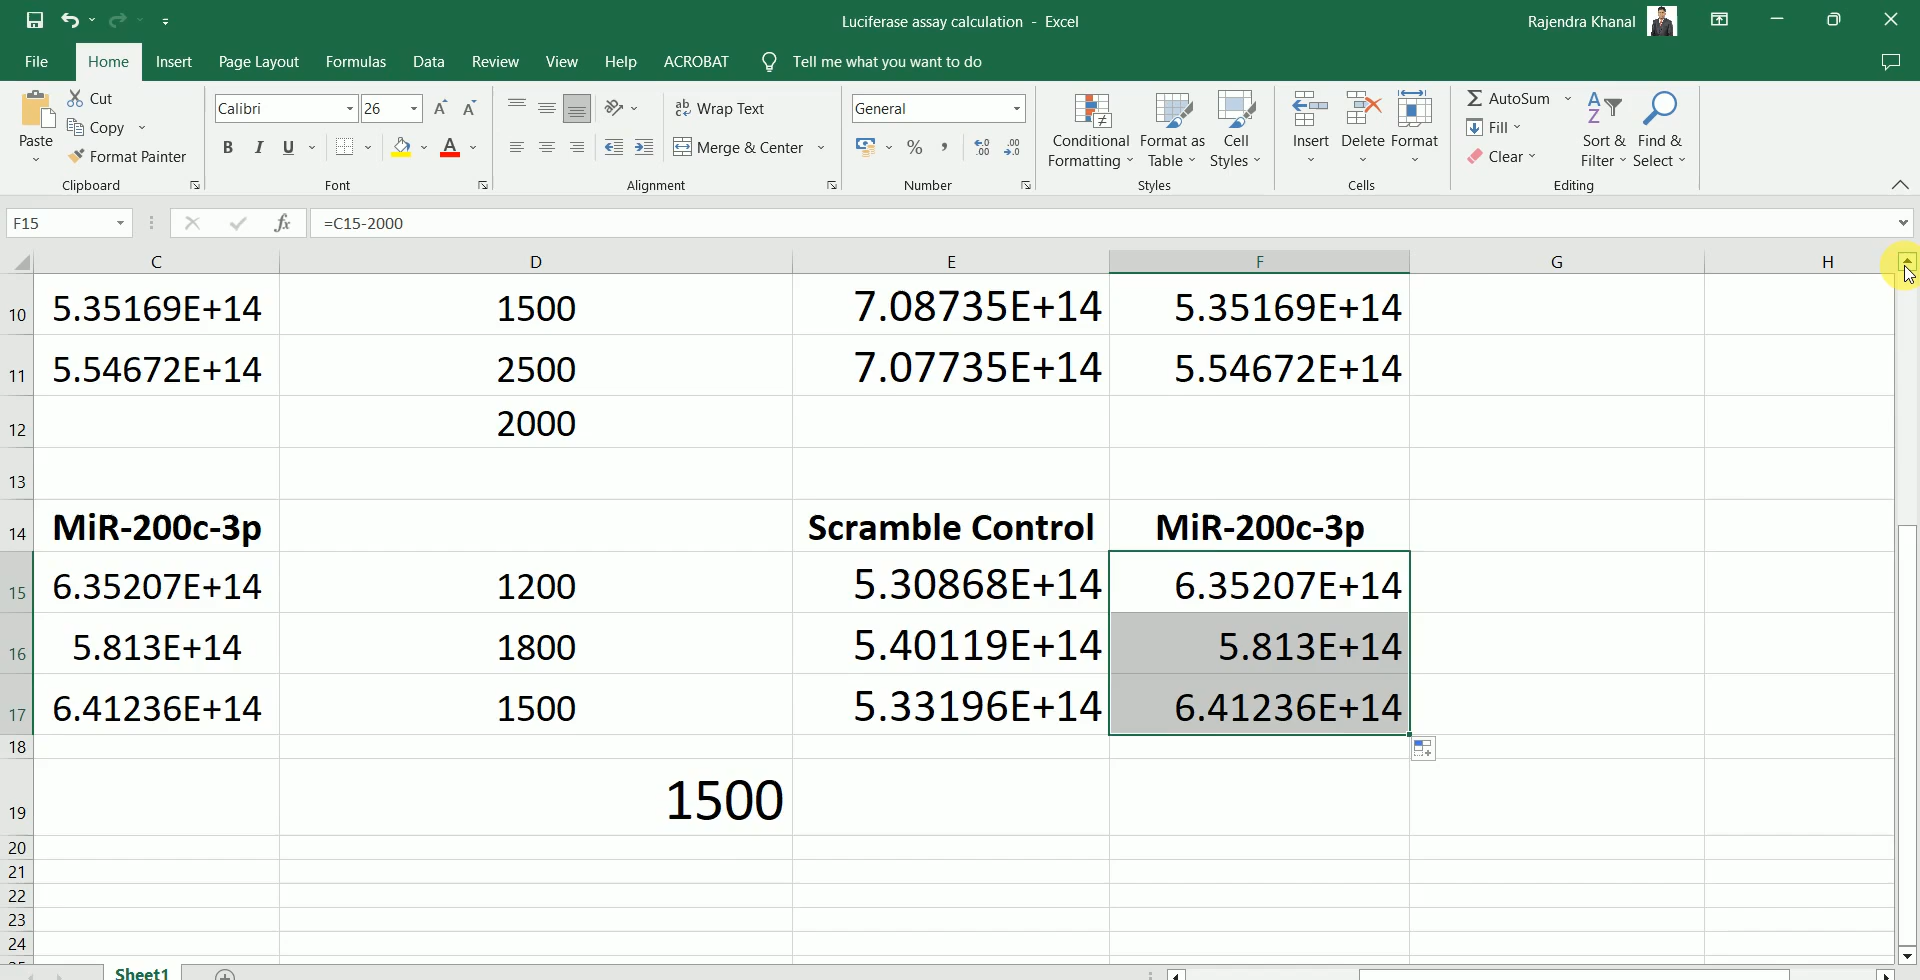 Luciferase assay calculation - Excel
Rajendra Khanal
File Home Insert Page Layout Formulas Data Review View Help ACROBAT Tell me what you want to do
Paste
Cut
Copy
Format Painter
Clipboard
Calibri 26
B I U
Font
Wrap Text
Merge & Center
Alignment
General
Number
Conditional Formatting
Format as Table
Cell Styles
Styles
Insert Delete Format
Cells
AutoSum
Fill
Clear
Sort & Filter
Find & Select
Editing
F15 fx =C15-2000
C D E F G H
10 5.35169E+14 1500 7.08735E+14 5.35169E+14
11 5.54672E+14 2500 7.07735E+14 5.54672E+14
12 2000
13
14 MiR-200c-3p Scramble Control MiR-200c-3p
15 6.35207E+14 1200 5.30868E+14 6.35207E+14
16 5.813E+14 1800 5.40119E+14 5.813E+14
17 6.41236E+14 1500 5.33196E+14 6.41236E+14
18
19 1500
20
21
22
23
24
25
Sheet1